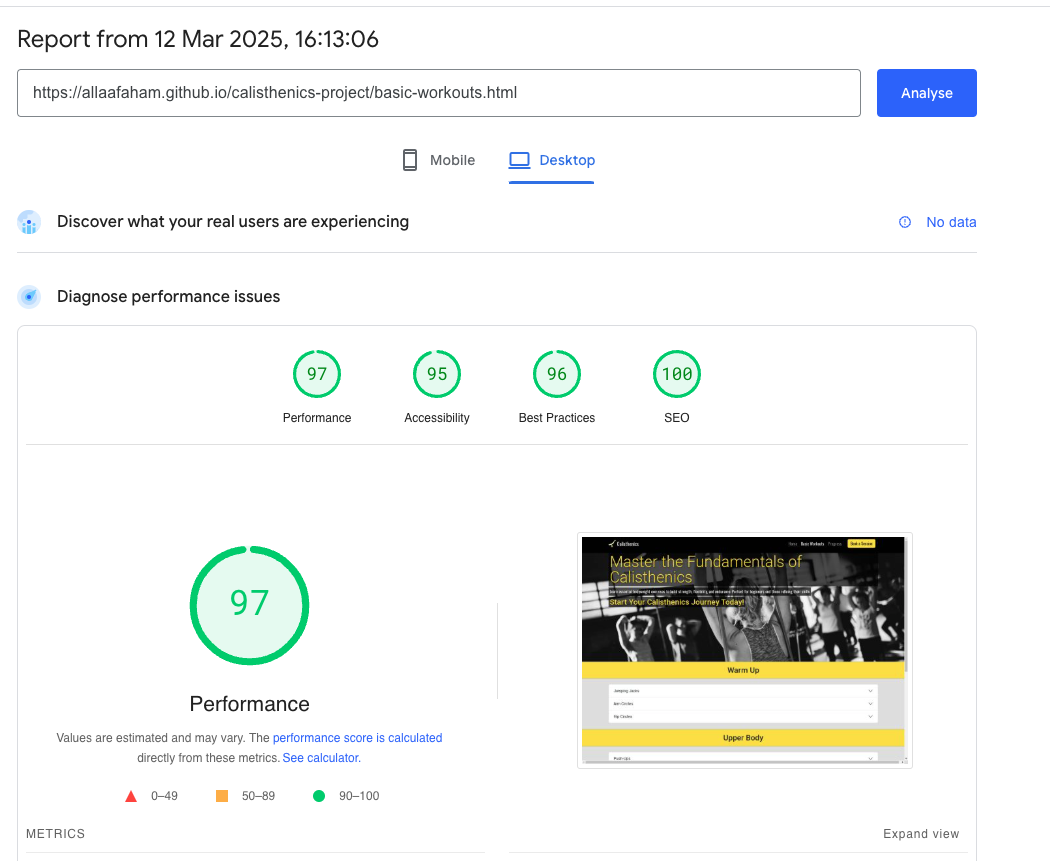 Report from 12 Mar 2025, 16:13:06
https://allaafaham.github.io/calisthenics-project/basic-workouts.html
Analyse
Mobile
Desktop
Discover what your real users are experiencing
No data
Diagnose performance issues
97
95
96
100
Performance
Accessibility
Best Practices
SEO
97
Performance
Values are estimated and may vary. The performance score is calculated
directly from these metrics. See calculator.
0–49
50–89
90–100
Calisthenics
Home
Basic Workouts
Progress
Book a Session
Master the Fundamentals of
Calisthenics
Start Your Calisthenics Journey Today!
Warm Up
Jumping Jacks
Arm Circles
Hip Circles
Upper Body
Push-Ups
METRICS
Expand view